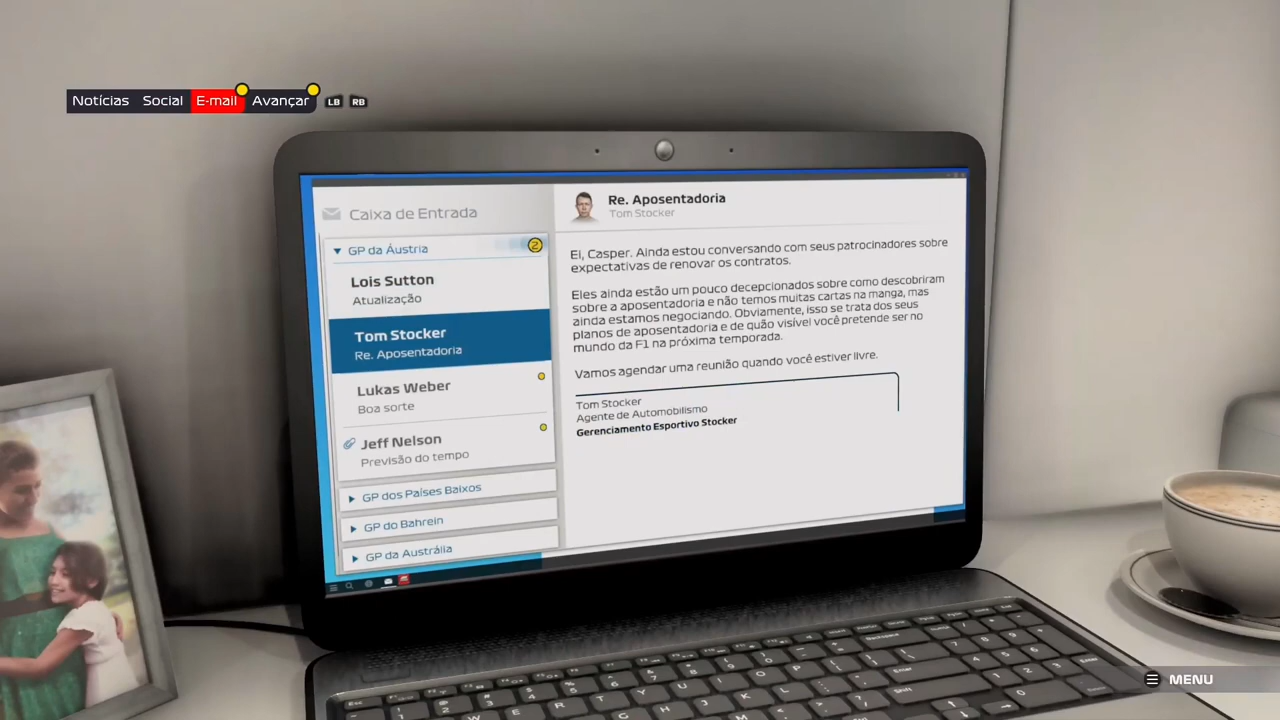 Notícias Social E-mail Avançar LB RB
Caixa de Entrada
GP da Áustria 2
Lois Sutton
Atualização
Tom Stocker
Re. Aposentadoria
Lukas Weber
Boa sorte
Jeff Nelson
Previsão do tempo
GP dos Países Baixos
GP do Bahrein
GP da Austrália
Re. Aposentadoria
Tom Stocker
Ei, Casper. Ainda estou conversando com seus patrocinadores sobre
expectativas de renovar os contratos.
Eles ainda estão um pouco decepcionados sobre como descobriram
sobre a aposentadoria e não temos muitas cartas na manga, mas
ainda estamos negociando. Obviamente, isso se trata dos seus
planos de aposentadoria e de quão visível você pretende ser no
mundo da F1 na próxima temporada.
Vamos agendar uma reunião quando você estiver livre.
Tom Stocker
Agente de Automobilismo
Gerenciamento Esportivo Stocker
MENU